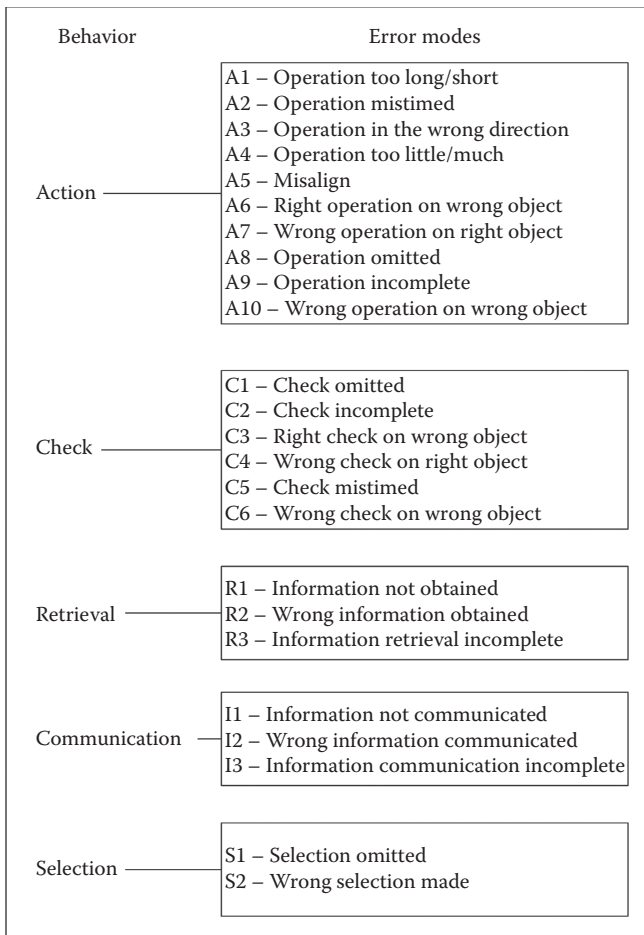 Behavior Error modes
A1 – Operation too long/short
A2 – Operation mistimed
A3 – Operation in the wrong direction
A4 – Operation too little/much
Action
A5 – Misalign
A6 – Right operation on wrong object
A7 – Wrong operation on right object
A8 – Operation omitted
A9 – Operation incomplete
A10 – Wrong operation on wrong object
C1 – Check omitted
C2 – Check incomplete
C3 – Right check on wrong object
Check
C4 – Wrong check on right object
C5 – Check mistimed
C6 – Wrong check on wrong object
R1 – Information not obtained
Retrieval
R2 – Wrong information obtained
R3 – Information retrieval incomplete
I1 – Information not communicated
Communication
I2 – Wrong information communicated
I3 – Information communication incomplete
S1 – Selection omitted
Selection
S2 – Wrong selection made